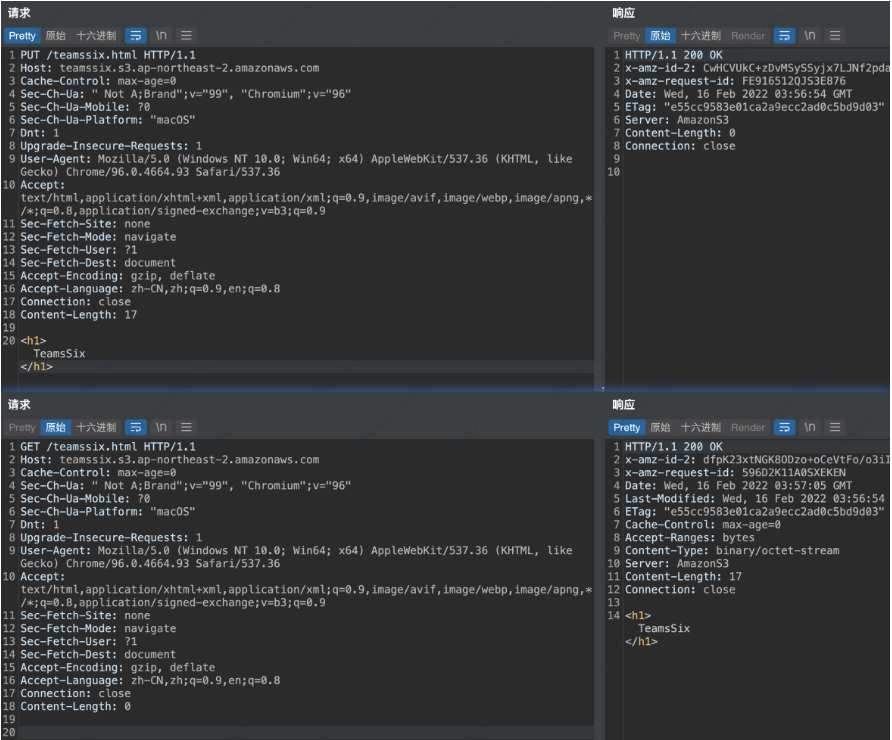 请求
Pretty 原始 十六进制 \n
1 PUT /teamssix.html HTTP/1.1
2 Host: teamssix.s3.ap-northeast-2.amazonaws.com
3 Cache-Control: max-age=0
4 Sec-Ch-Ua: " Not A;Brand";v="99", "Chromium";v="96"
5 Sec-Ch-Ua-Mobile: ?0
6 Sec-Ch-Ua-Platform: "macOS"
7 Dnt: 1
8 Upgrade-Insecure-Requests: 1
9 User-Agent: Mozilla/5.0 (Windows NT 10.0; Win64; x64) AppleWebKit/537.36 (KHTML, like
Gecko) Chrome/96.0.4664.93 Safari/537.36
10 Accept:
text/html,application/xhtml+xml,application/xml;q=0.9,image/avif,image/webp,image/apng,*
/*;q=0.8,application/signed-exchange;v=b3;q=0.9
11 Sec-Fetch-Site: none
12 Sec-Fetch-Mode: navigate
13 Sec-Fetch-User: ?1
14 Sec-Fetch-Dest: document
15 Accept-Encoding: gzip, deflate
16 Accept-Language: zh-CN,zh;q=0.9,en;q=0.8
17 Connection: close
18 Content-Length: 17
19
20 <h1>
TeamsSix
</h1>
响应
Pretty 原始 十六进制 Render \n
1 HTTP/1.1 200 OK
2 x-amz-id-2: CwHCVUkC+zDvMSySSyjx7LJNf2pda
3 x-amz-request-id: FE916512QJS3E876
4 Date: Wed, 16 Feb 2022 03:56:54 GMT
5 ETag: "e55cc9583e01ca2a9ecc2ad0c5bd9d03"
6 Server: AmazonS3
7 Content-Length: 0
8 Connection: close
9
10
请求
Pretty 原始 十六进制 \n
1 GET /teamssix.html HTTP/1.1
2 Host: teamssix.s3.ap-northeast-2.amazonaws.com
3 Cache-Control: max-age=0
4 Sec-Ch-Ua: " Not A;Brand";v="99", "Chromium";v="96"
5 Sec-Ch-Ua-Mobile: ?0
6 Sec-Ch-Ua-Platform: "macOS"
7 Dnt: 1
8 Upgrade-Insecure-Requests: 1
9 User-Agent: Mozilla/5.0 (Windows NT 10.0; Win64; x64) AppleWebKit/537.36 (KHTML, like
Gecko) Chrome/96.0.4664.93 Safari/537.36
10 Accept:
text/html,application/xhtml+xml,application/xml;q=0.9,image/avif,image/webp,image/apng,*
/*;q=0.8,application/signed-exchange;v=b3;q=0.9
11 Sec-Fetch-Site: none
12 Sec-Fetch-Mode: navigate
13 Sec-Fetch-User: ?1
14 Sec-Fetch-Dest: document
15 Accept-Encoding: gzip, deflate
16 Accept-Language: zh-CN,zh;q=0.9,en;q=0.8
17 Connection: close
18 Content-Length: 0
19
20
响应
Pretty 原始 十六进制 Render \n
1 HTTP/1.1 200 OK
2 x-amz-id-2: dfpK23xtNGK8ODzo+oCeVtFo/o3iI
3 x-amz-request-id: 596D2K11A0SXEKEN
4 Date: Wed, 16 Feb 2022 03:57:05 GMT
5 Last-Modified: Wed, 16 Feb 2022 03:56:54
6 ETag: "e55cc9583e01ca2a9ecc2ad0c5bd9d03"
7 Cache-Control: max-age=0
8 Accept-Ranges: bytes
9 Content-Type: binary/octet-stream
10 Server: AmazonS3
11 Content-Length: 17
12 Connection: close
13
14 <h1>
TeamsSix
</h1>